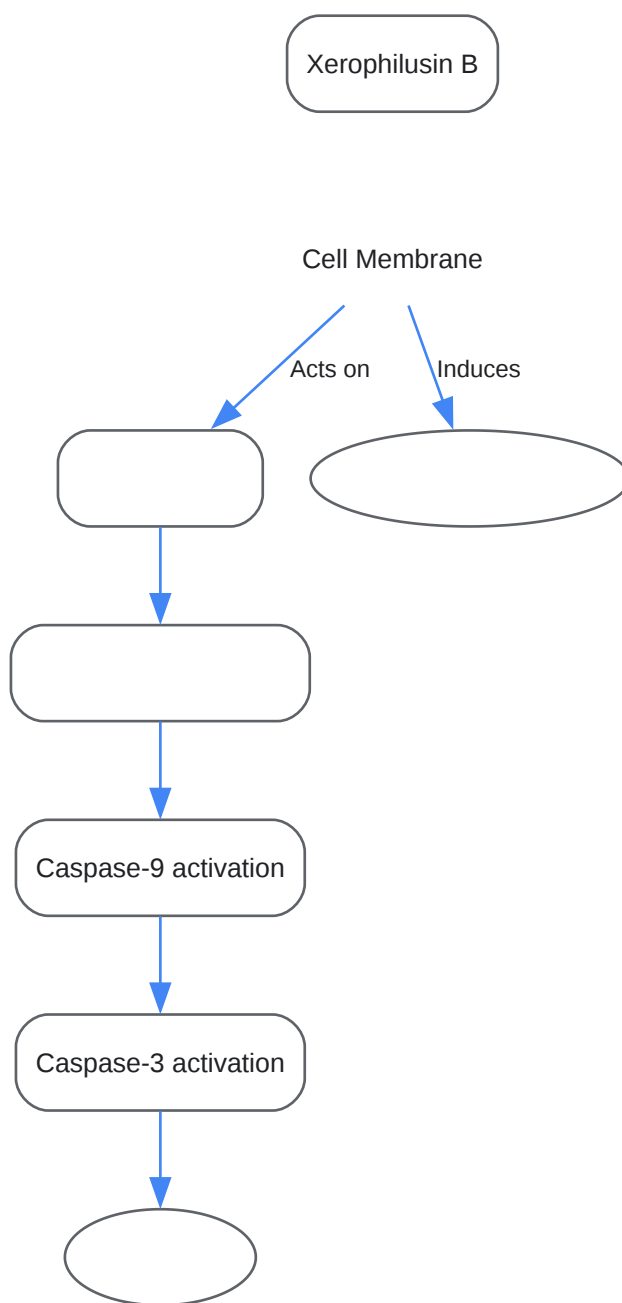 Xerophilusin B
Cell Membrane
Acts on
Induces
Caspase-9 activation
Caspase-3 activation